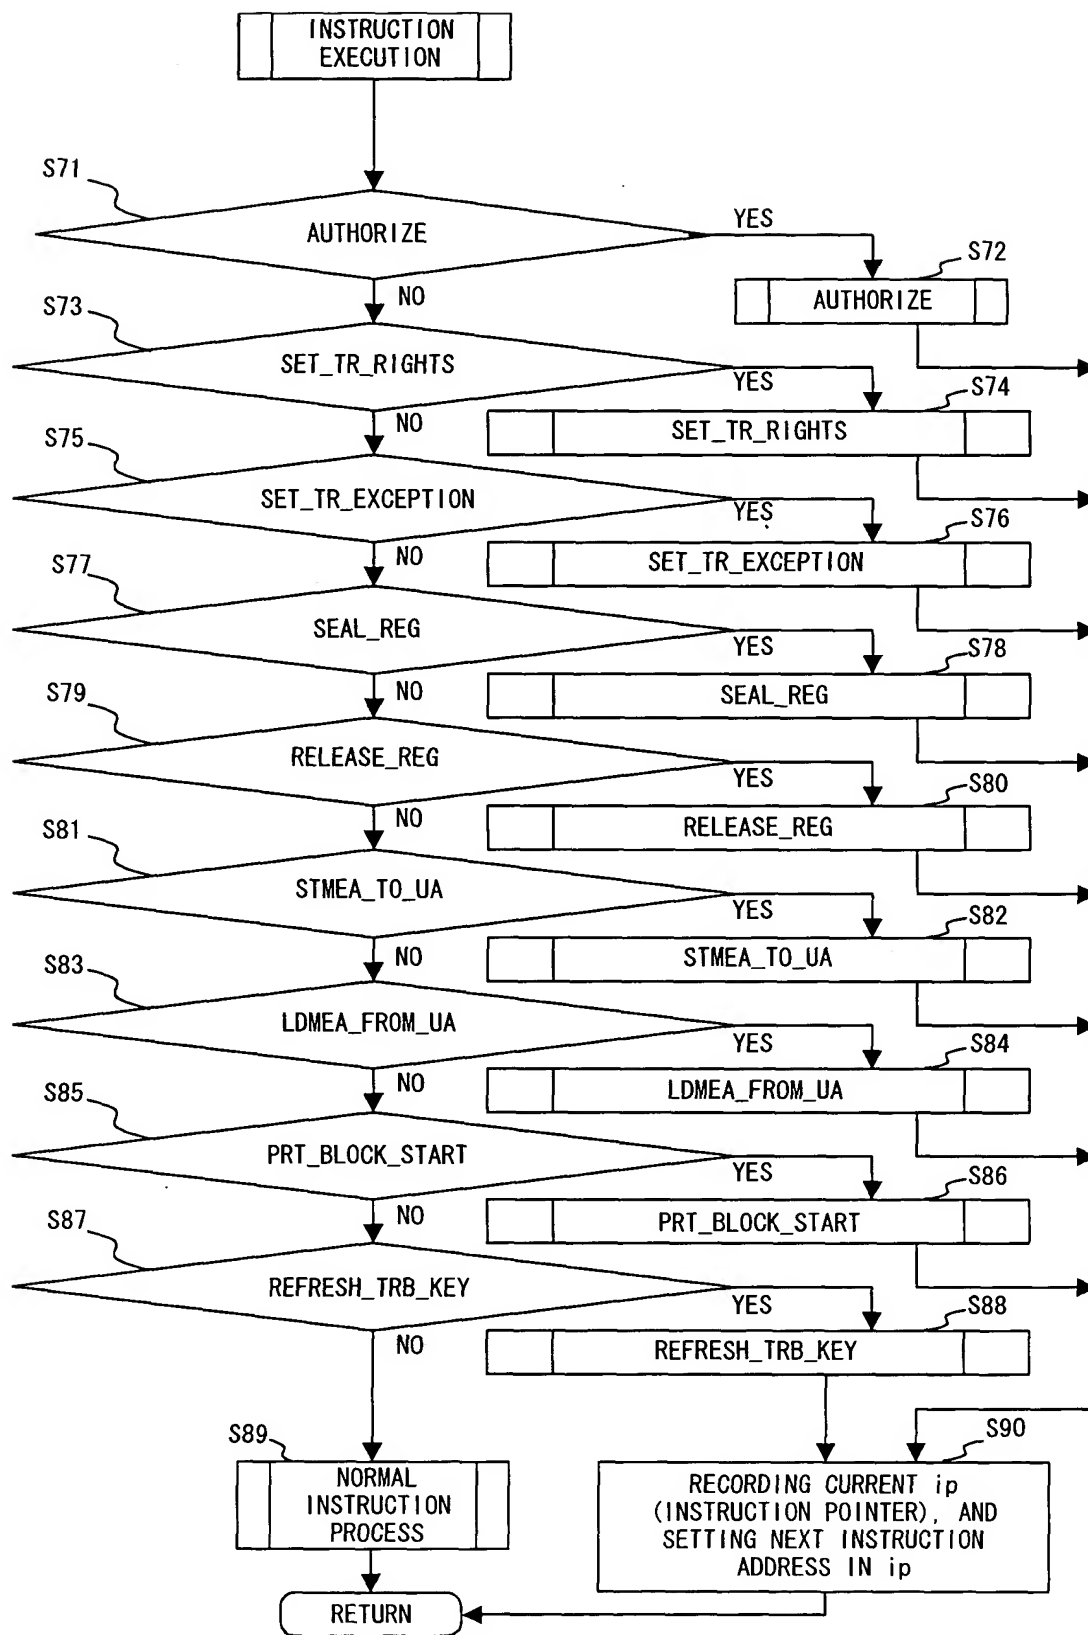 INSTRUCTION
EXECUTION
S71
AUTHORIZE
YES
S72
AUTHORIZE
NO
S73
SET_TR_RIGHTS
YES
S74
SET_TR_RIGHTS
NO
S75
SET_TR_EXCEPTION
YES
S76
SET_TR_EXCEPTION
NO
S77
SEAL_REG
YES
S78
SEAL_REG
NO
S79
RELEASE_REG
YES
S80
RELEASE_REG
NO
S81
STMEA_TO_UA
YES
S82
STMEA_TO_UA
NO
S83
LDMEA_FROM_UA
YES
S84
LDMEA_FROM_UA
NO
S85
PRT_BLOCK_START
YES
S86
PRT_BLOCK_START
NO
S87
REFRESH_TRB_KEY
YES
S88
REFRESH_TRB_KEY
NO
S89
NORMAL
INSTRUCTION
PROCESS
S90
RECORDING CURRENT ip
(INSTRUCTION POINTER), AND
SETTING NEXT INSTRUCTION
ADDRESS IN ip
RETURN